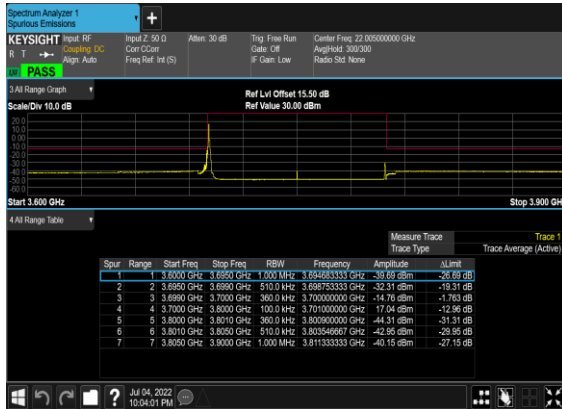 Spectrum Analyzer 1
Spurious Emissions
KEYSIGHT Input: RF Input Z: 50 Ω Atten: 30 dB Trig: Free Run Center Freq: 22.005000000 GHz
R T Coupling: DC Corr CCorr Gate: Off Avg|Hold: 300/300
Align: Auto Freq Ref: Int (S) IF Gain: Low Radio Std: None
LW PASS
3 All Range Graph Ref Lvl Offset 15.50 dB
Scale/Div 10.0 dB Ref Value 30.00 dBm
20.0
10.0
0.00
-10.0
-20.0
-30.0
-40.0
-50.0
-60.0
Start 3.600 GHz Stop 3.900 GH
4 All Range Table
Measure Trace Trace 1
Trace Type Trace Average (Active)
Spur Range Start Freq Stop Freq RBW Frequency Amplitude ΔLimit
1 1 3.6000 GHz 3.6950 GHz 1.000 MHz 3.694683333 GHz -39.69 dBm -26.69 dB
2 2 3.6950 GHz 3.6990 GHz 510.0 kHz 3.698753333 GHz -32.31 dBm -19.31 dB
3 3 3.6990 GHz 3.7000 GHz 360.0 kHz 3.700000000 GHz -14.76 dBm -1.763 dB
4 4 3.7000 GHz 3.8000 GHz 100.0 kHz 3.701000000 GHz 17.04 dBm -12.96 dB
5 5 3.8000 GHz 3.8010 GHz 360.0 kHz 3.800900000 GHz -44.31 dBm -31.31 dB
6 6 3.8010 GHz 3.8050 GHz 510.0 kHz 3.803546667 GHz -42.95 dBm -29.95 dB
7 7 3.8050 GHz 3.9000 GHz 1.000 MHz 3.811333333 GHz -40.15 dBm -27.15 dB
Jul 04, 2022
10:04:01 PM